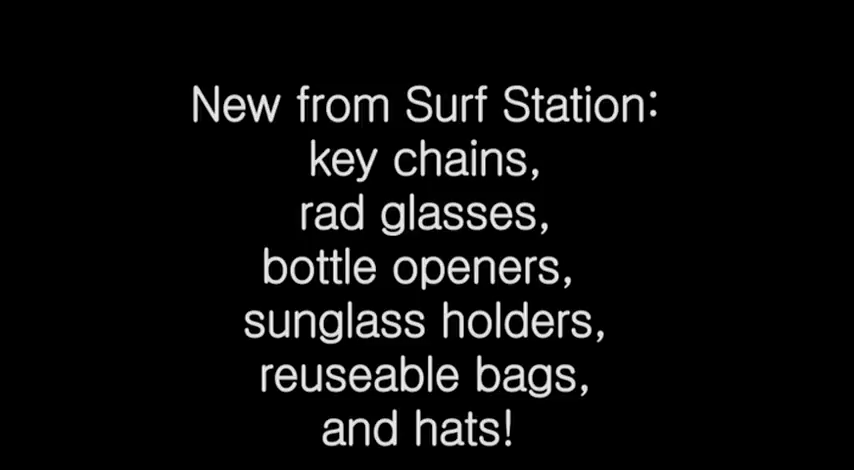 New from Surf Station:
key chains,
rad glasses,
bottle openers,
sunglass holders,
reuseable bags,
and hats!